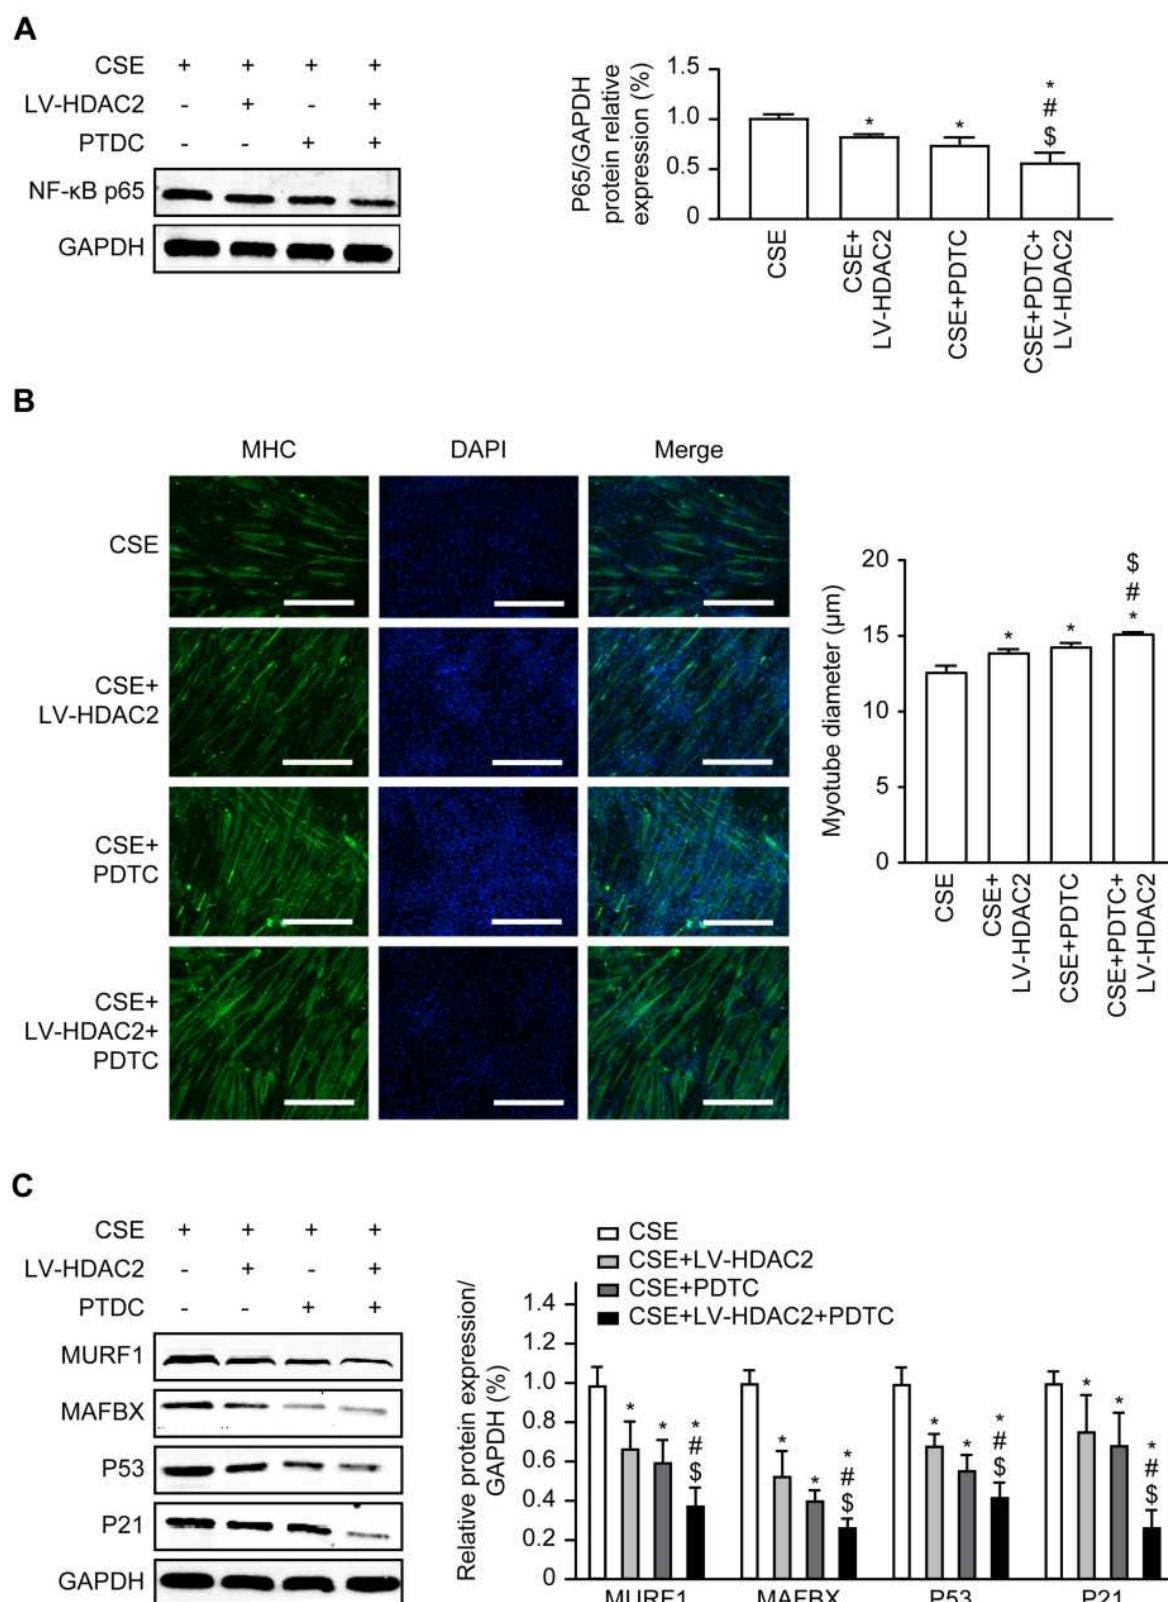 A
CSE + + + +
LV-HDAC2 - + - +
PTDC - - + +
NF-κB p65
GAPDH
P65/GAPDH
protein relative
expression (%)
1.5
1.0
0.5
0
*
*
*
#
$
CSE
CSE+
LV-HDAC2
CSE+PDTC
CSE+PDTC+
LV-HDAC2
B
MHC DAPI Merge
CSE
CSE+
LV-HDAC2
CSE+
PDTC
CSE+
LV-HDAC2+
PDTC
Myotube diameter (µm)
20
15
10
5
0
*
*
$
#
*
CSE
CSE+
LV-HDAC2
CSE+PDTC
CSE+PDTC+
LV-HDAC2
C
CSE + + + +
LV-HDAC2 - + - +
PTDC - - + +
MURF1
MAFBX
P53
P21
GAPDH
CSE
CSE+LV-HDAC2
CSE+PDTC
CSE+LV-HDAC2+PDTC
Relative protein expression/
GAPDH (%)
1.4
1.0
0.8
0.6
0.4
0.2
0
*
*
*
#
$
*
*
*
#
$
*
*
*
#
$
*
*
*
#
$
MURF1 MAFBX P53 P21